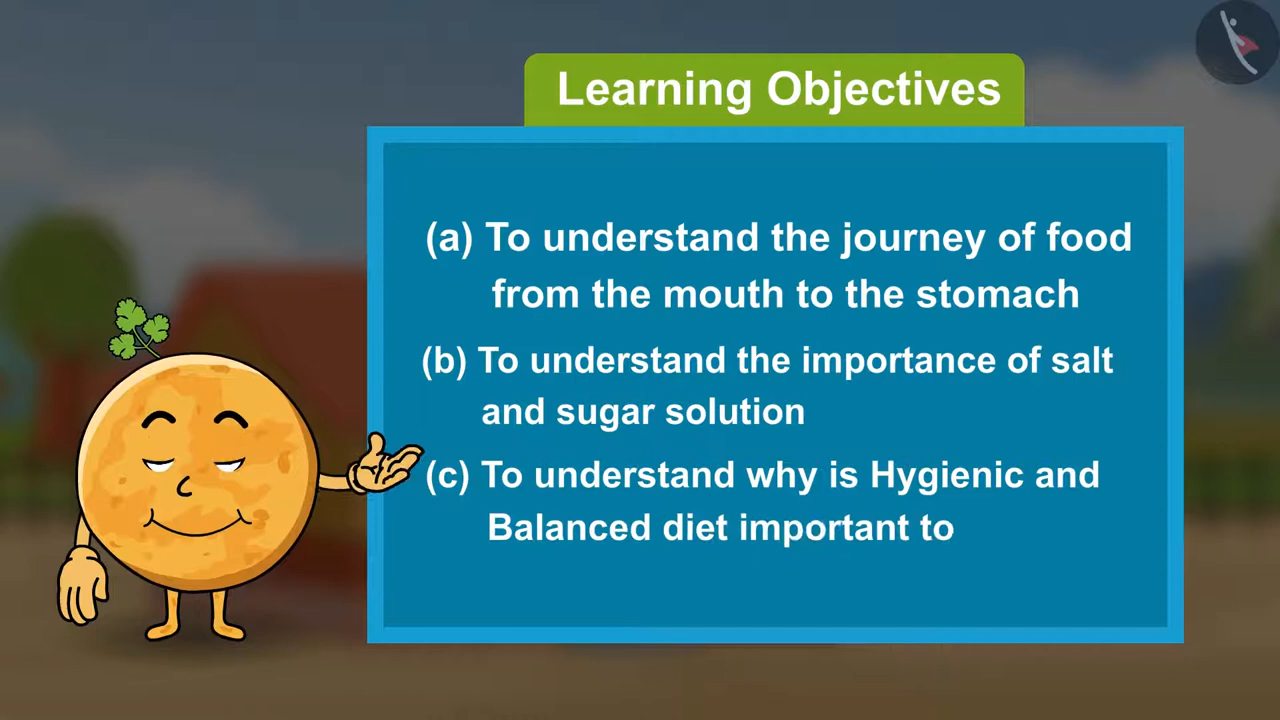 Learning Objectives
(a) To understand the journey of food
from the mouth to the stomach
(b) To understand the importance of salt
and sugar solution
(c) To understand why is Hygienic and
Balanced diet important to